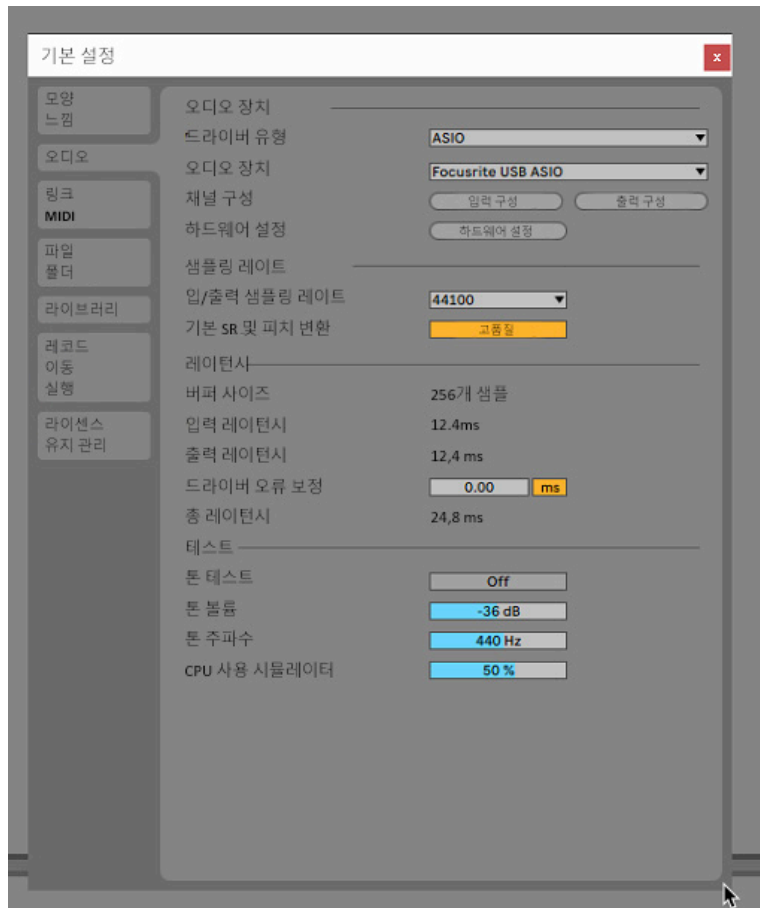 기본 설정
x
모양
느낌
오디오
링크
MIDI
파일
폴더
라이브러리
레코드
이동
실행
라이센스
유지 관리
오디오 장치
드라이버 유형
ASIO
오디오 장치
Focusrite USB ASIO
채널 구성
입력 구성
출력 구성
하드웨어 설정
하드웨어 설정
샘플링 레이트
입/출력 샘플링 레이트
44100
기본 SR 및 피치 변환
고품질
레이턴시
버퍼 사이즈
256개 샘플
입력 레이턴시
12.4ms
출력 레이턴시
12,4 ms
드라이버 오류 보정
0.00
ms
총 레이턴시
24,8 ms
테스트
톤 테스트
Off
톤 볼륨
-36 dB
톤 주파수
440 Hz
CPU 사용 시뮬레이터
50 %